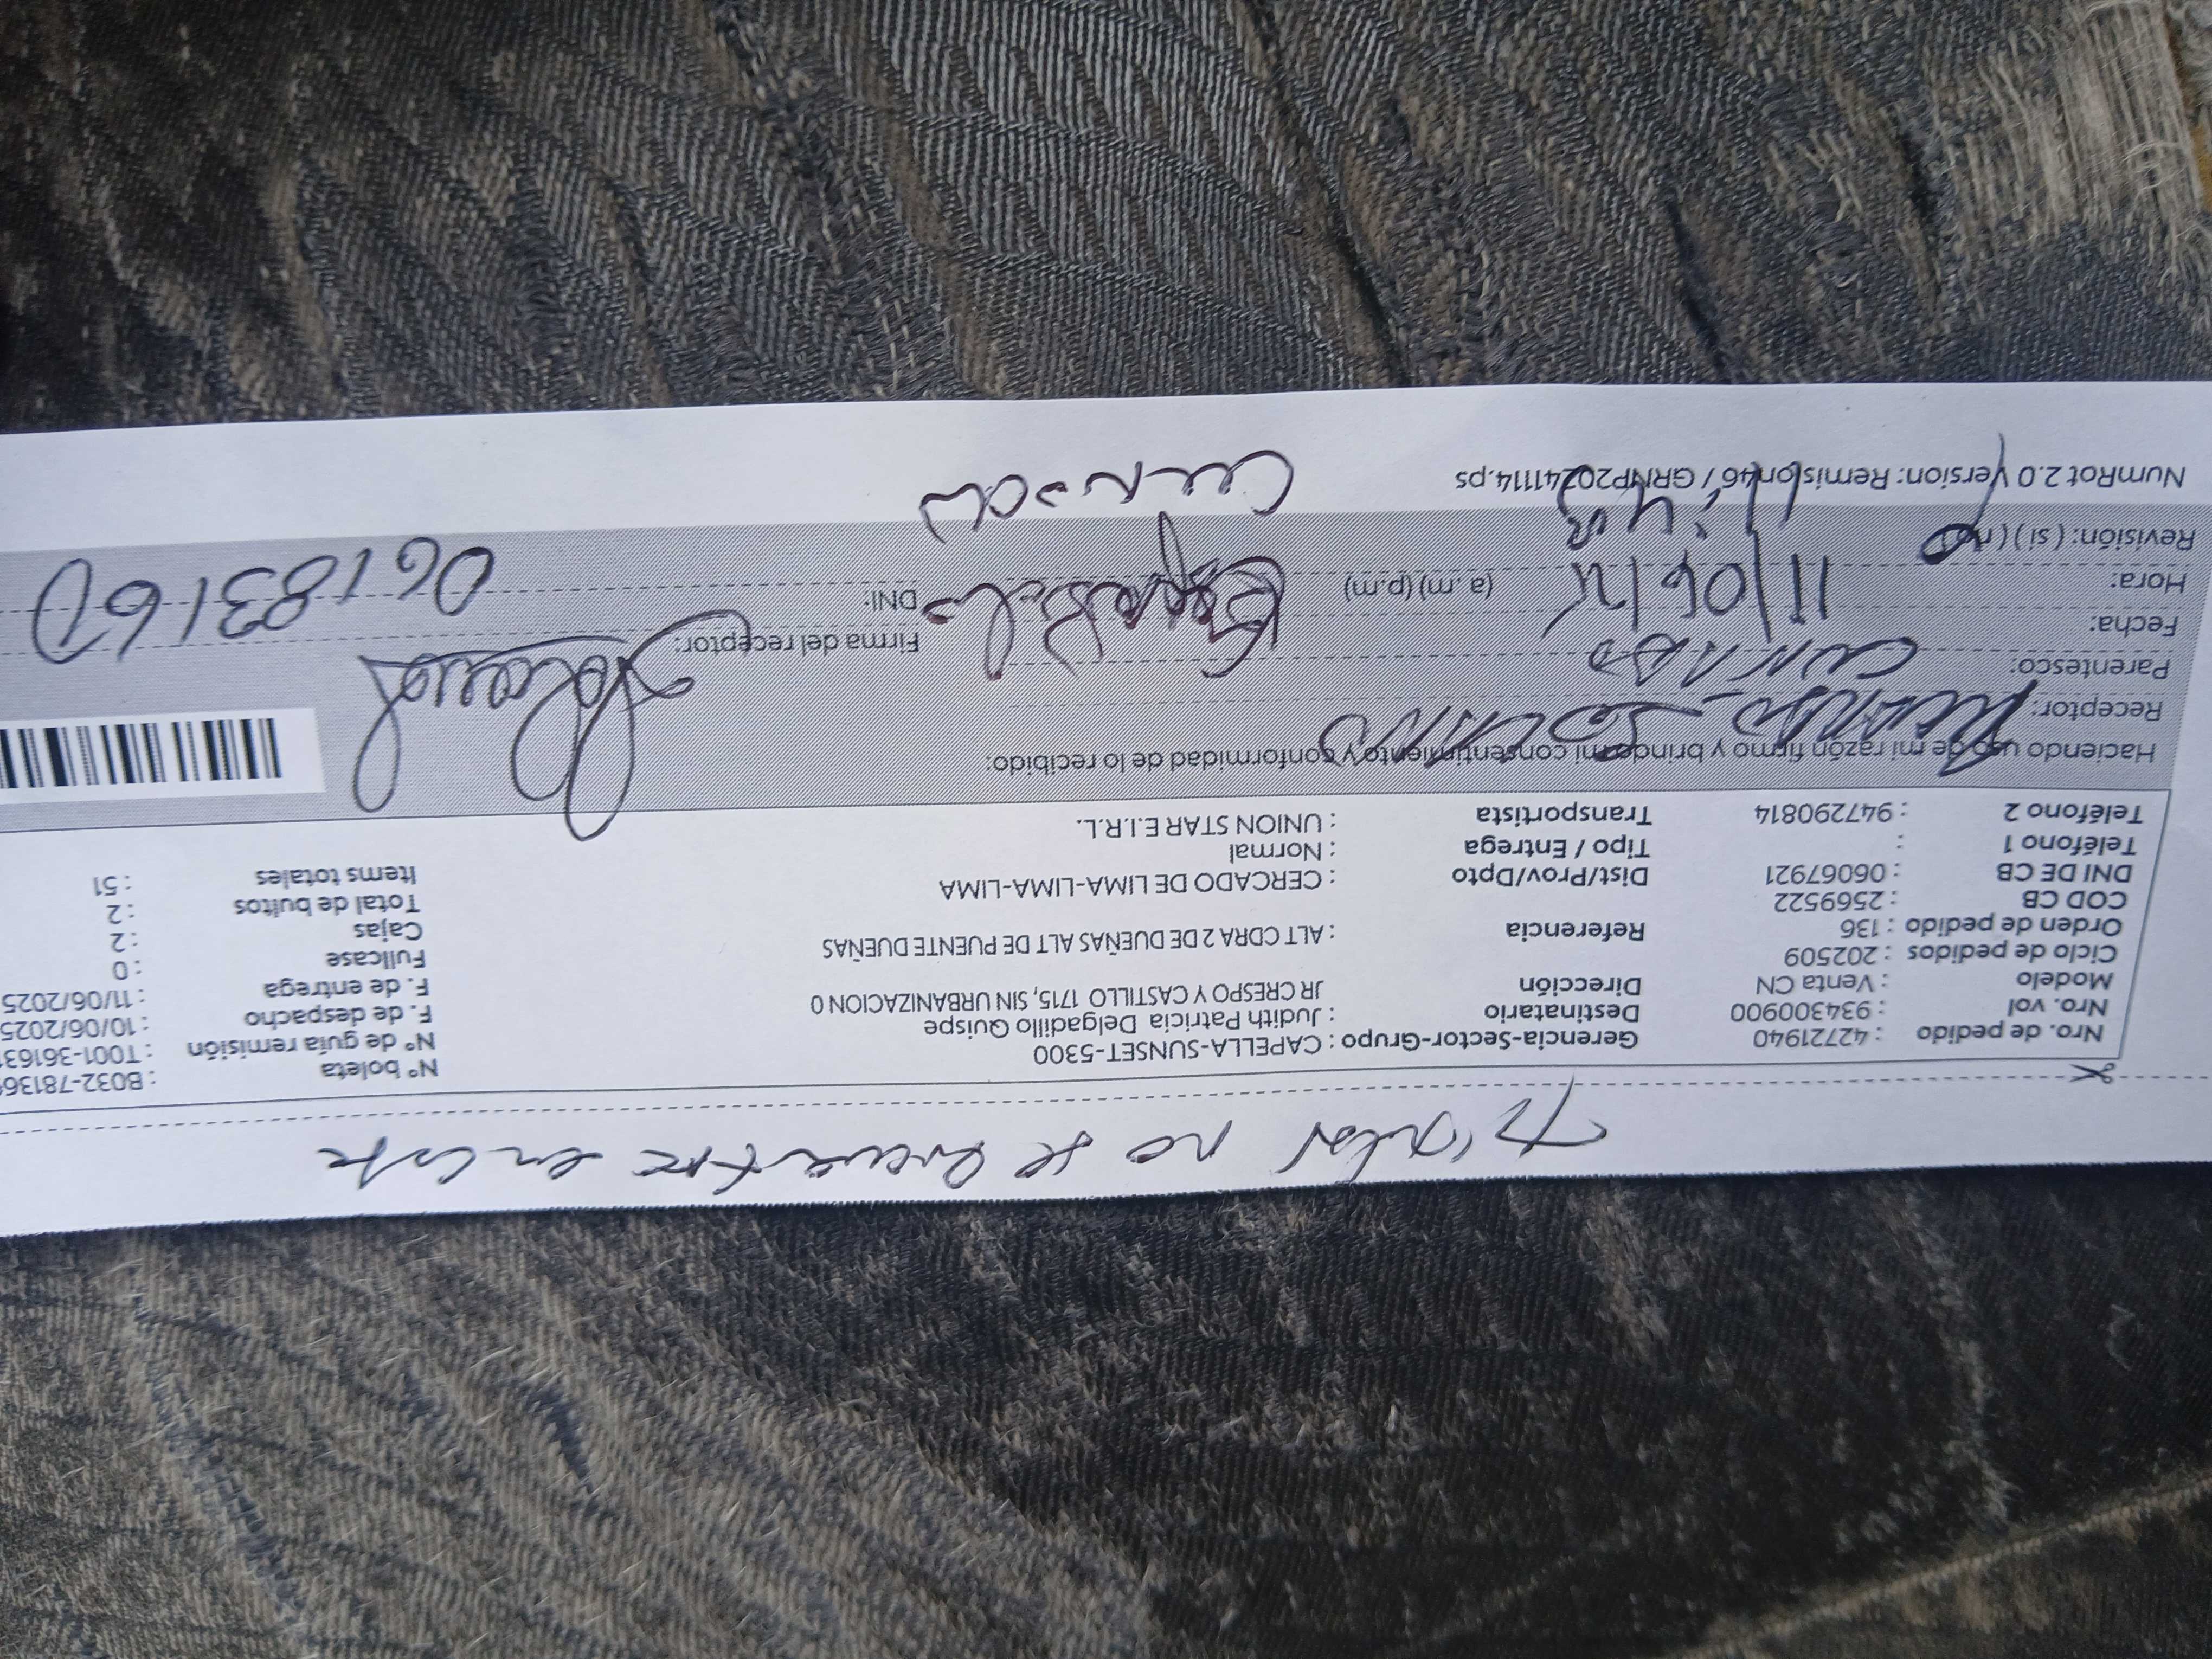 no se encuentra en este
Nro. de pedido : 42721940
Nro. vol : 934300900
Modelo : Venta CN
Ciclo de pedidos : 202509
Orden de pedido : 136
COD CB : 2569522
DNI DE CB : 06067921
Teléfono 1 :
Teléfono 2 : 947290814
Gerencia-Sector-Grupo : CAPELLA-SUNSET-5300
Destinatario : Judith Patricia Delgadillo Quispe
Dirección JR CRESPO Y CASTILLO 1715, SIN URBANIZACION 0
Referencia : ALT CDRA 2 DE DUEÑAS ALT DE PUENTE DUEÑAS
Dist/Prov/Dpto : CERCADO DE LIMA-LIMA-LIMA
Tipo / Entrega : Normal
Transportista : UNION STAR E.I.R.L.
Nº boleta : B032-78136
Nº de guía remisión : T001-36163
F. de despacho : 10/06/2025
F. de entrega : 11/06/2025
Fullcase : 0
Cajas : 2
Total de bultos : 2
Items totales : 51
Haciendo uso de mi razón firmo y brindo mi consentimiento y conformidad de lo recibido:
Receptor: SOLANO
Parentesco: CUÑADO
Firma del receptor:
Fecha: 11/06/25
Hora: (a. m) (p.m)
DNI: 06183167
Revisión: ( si ) ( no )
NumRot 2.0 Version: Remision46 / GRNP20241114.ps